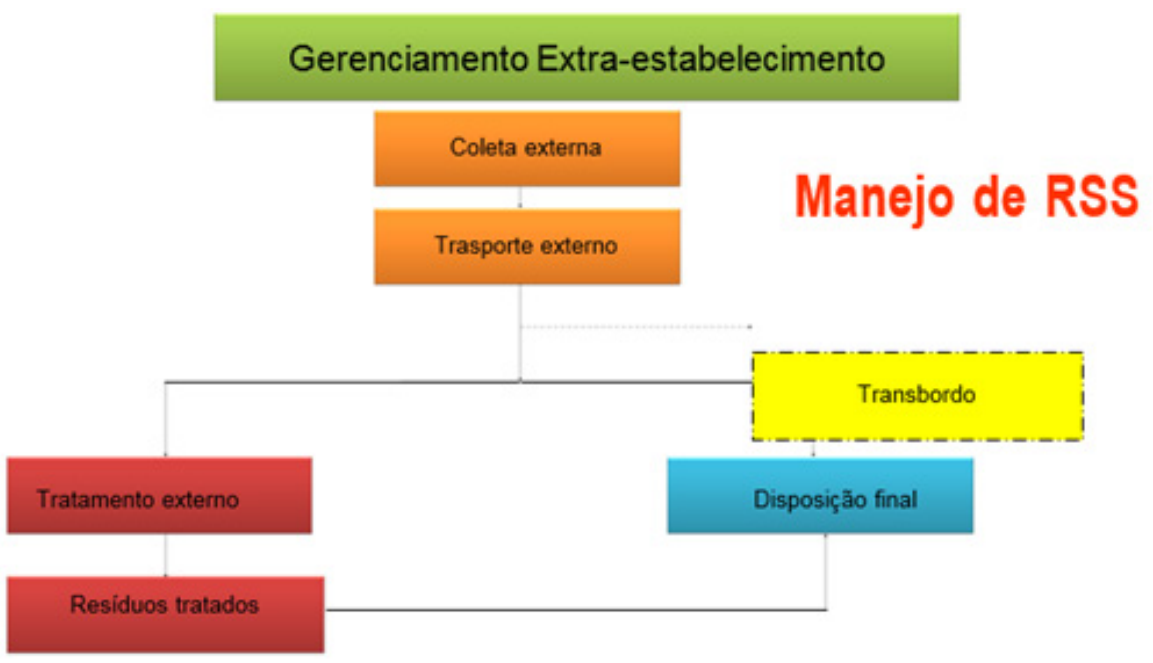 Gerenciamento Extra-estabelecimento
Coleta externa
Manejo de RSS
Trasporte externo
Transbordo
Tratamento externo
Disposição final
Resíduos tratados